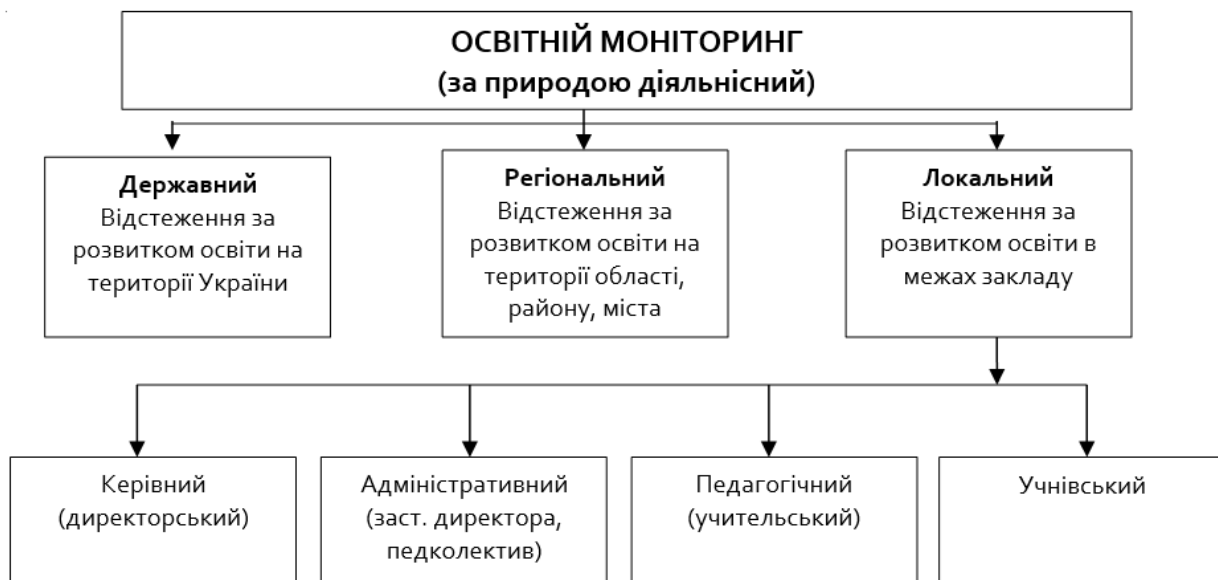 ОСВІТНІЙ МОНІТОРИНГ
(за природою діяльнісний)
Державний
Відстеження за
розвитком освіти на
території України
Регіональний
Відстеження за
розвитком освіти на
території області,
району, міста
Локальний
Відстеження за
розвитком освіти в
межах закладу
Керівний
(директорський)
Адміністративний
(заст. директора,
педколектив)
Педагогічний
(учительський)
Учнівський